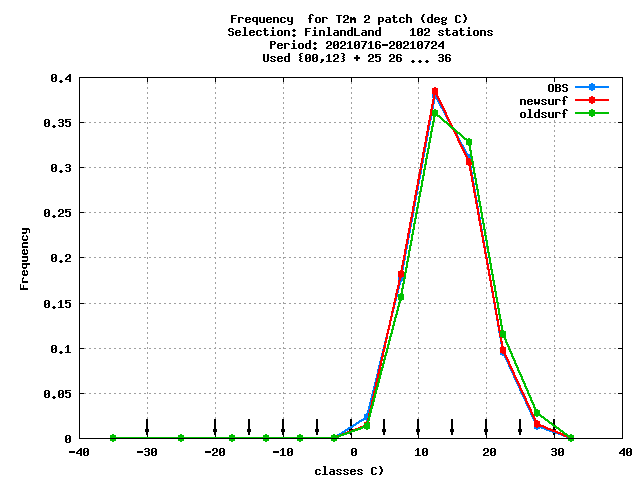 Frequency  for T2m 2 patch (deg C)
Selection: FinlandLand    102 stations
Period: 20210716-20210724
Used {00,12} + 25 26 ... 36
OBS
newsurf
oldsurf
0.4
0.35
0.3
0.25
0.2
0.15
0.1
0.05
0
Frequency
-40 -30 -20 -10 0 10 20 30 40
classes C)